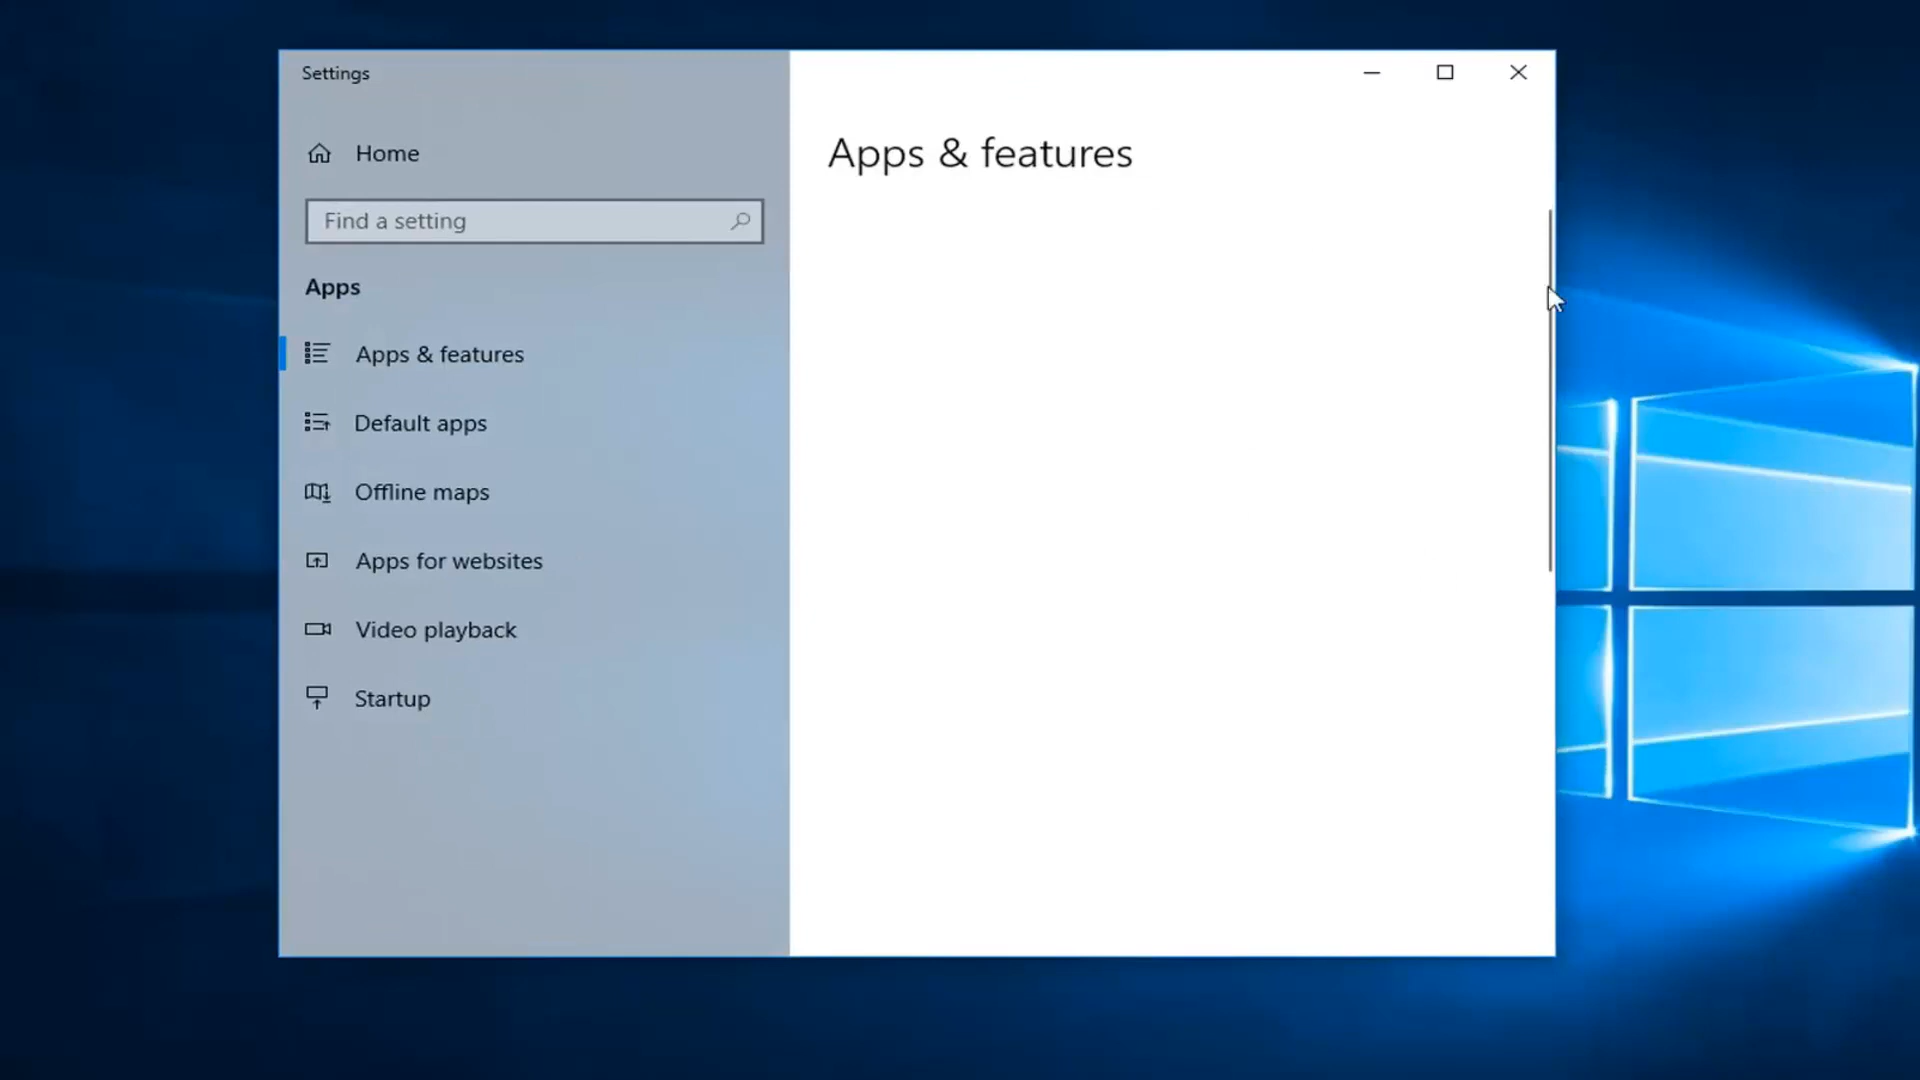 Settings
Home
Find a setting
Apps
Apps & features
Default apps
Offline maps
Apps for websites
Video playback
Startup
Apps & features